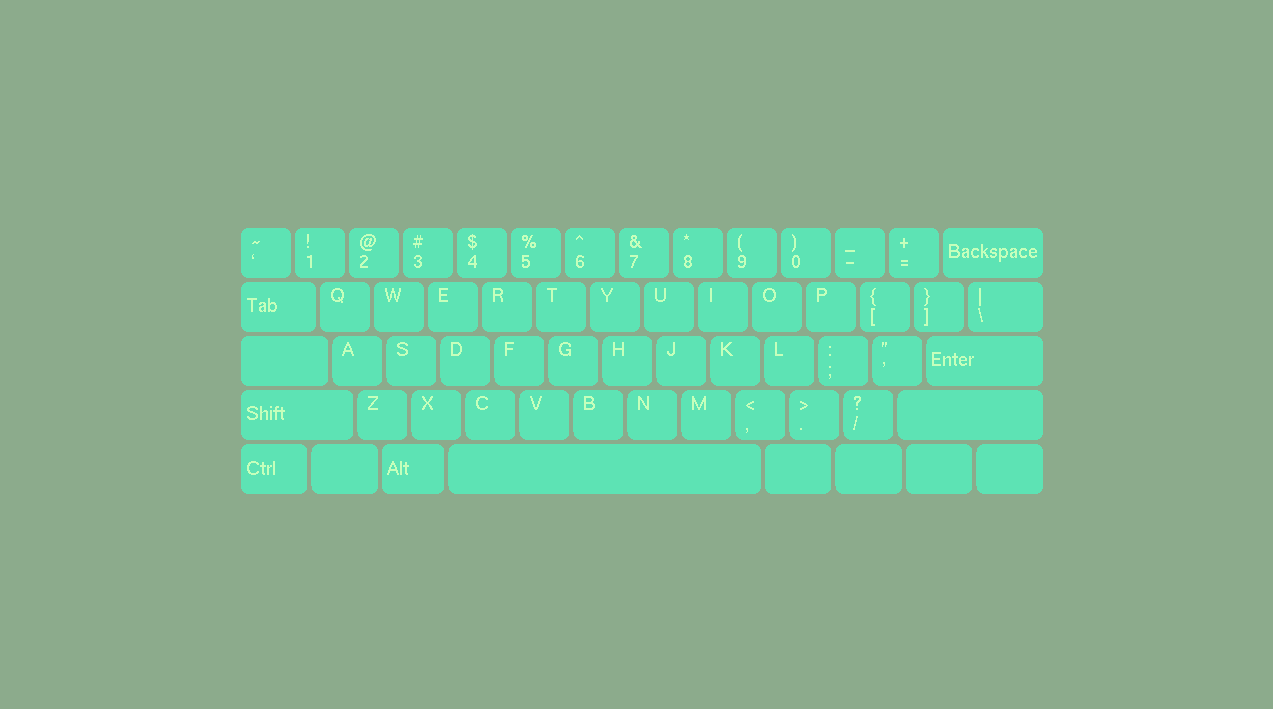 ~ ! @ # $ % ^ & * ( ) _ +
‘ 1 2 3 4 5 6 7 8 9 0 – = Backspace
Tab Q W E R T Y U I O P { } |
[ ] \
A S D F G H J K L : " Enter
; '
Shift Z X C V B N M < > ?
, . /
Ctrl Alt